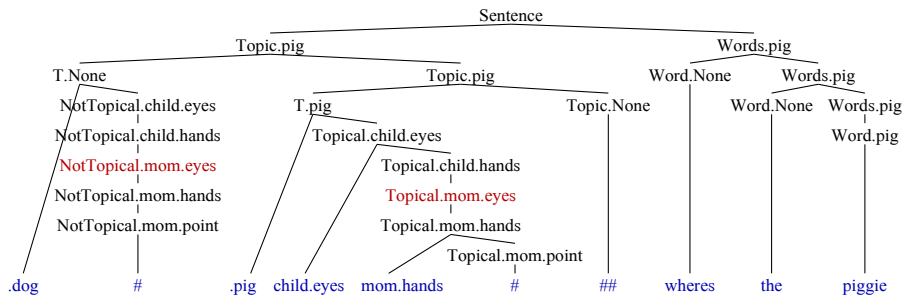 Sentence
Topic.pig Words.pig
T.None Topic.pig Word.None Words.pig
NotTopical.child.eyes T.pig Topic.None Word.None Words.pig
NotTopical.child.hands Topical.child.eyes Word.pig
NotTopical.mom.eyes Topical.child.hands
NotTopical.mom.hands Topical.mom.eyes
NotTopical.mom.point Topical.mom.hands
Topical.mom.point
.dog # .pig child.eyes mom.hands # ## wheres the piggie